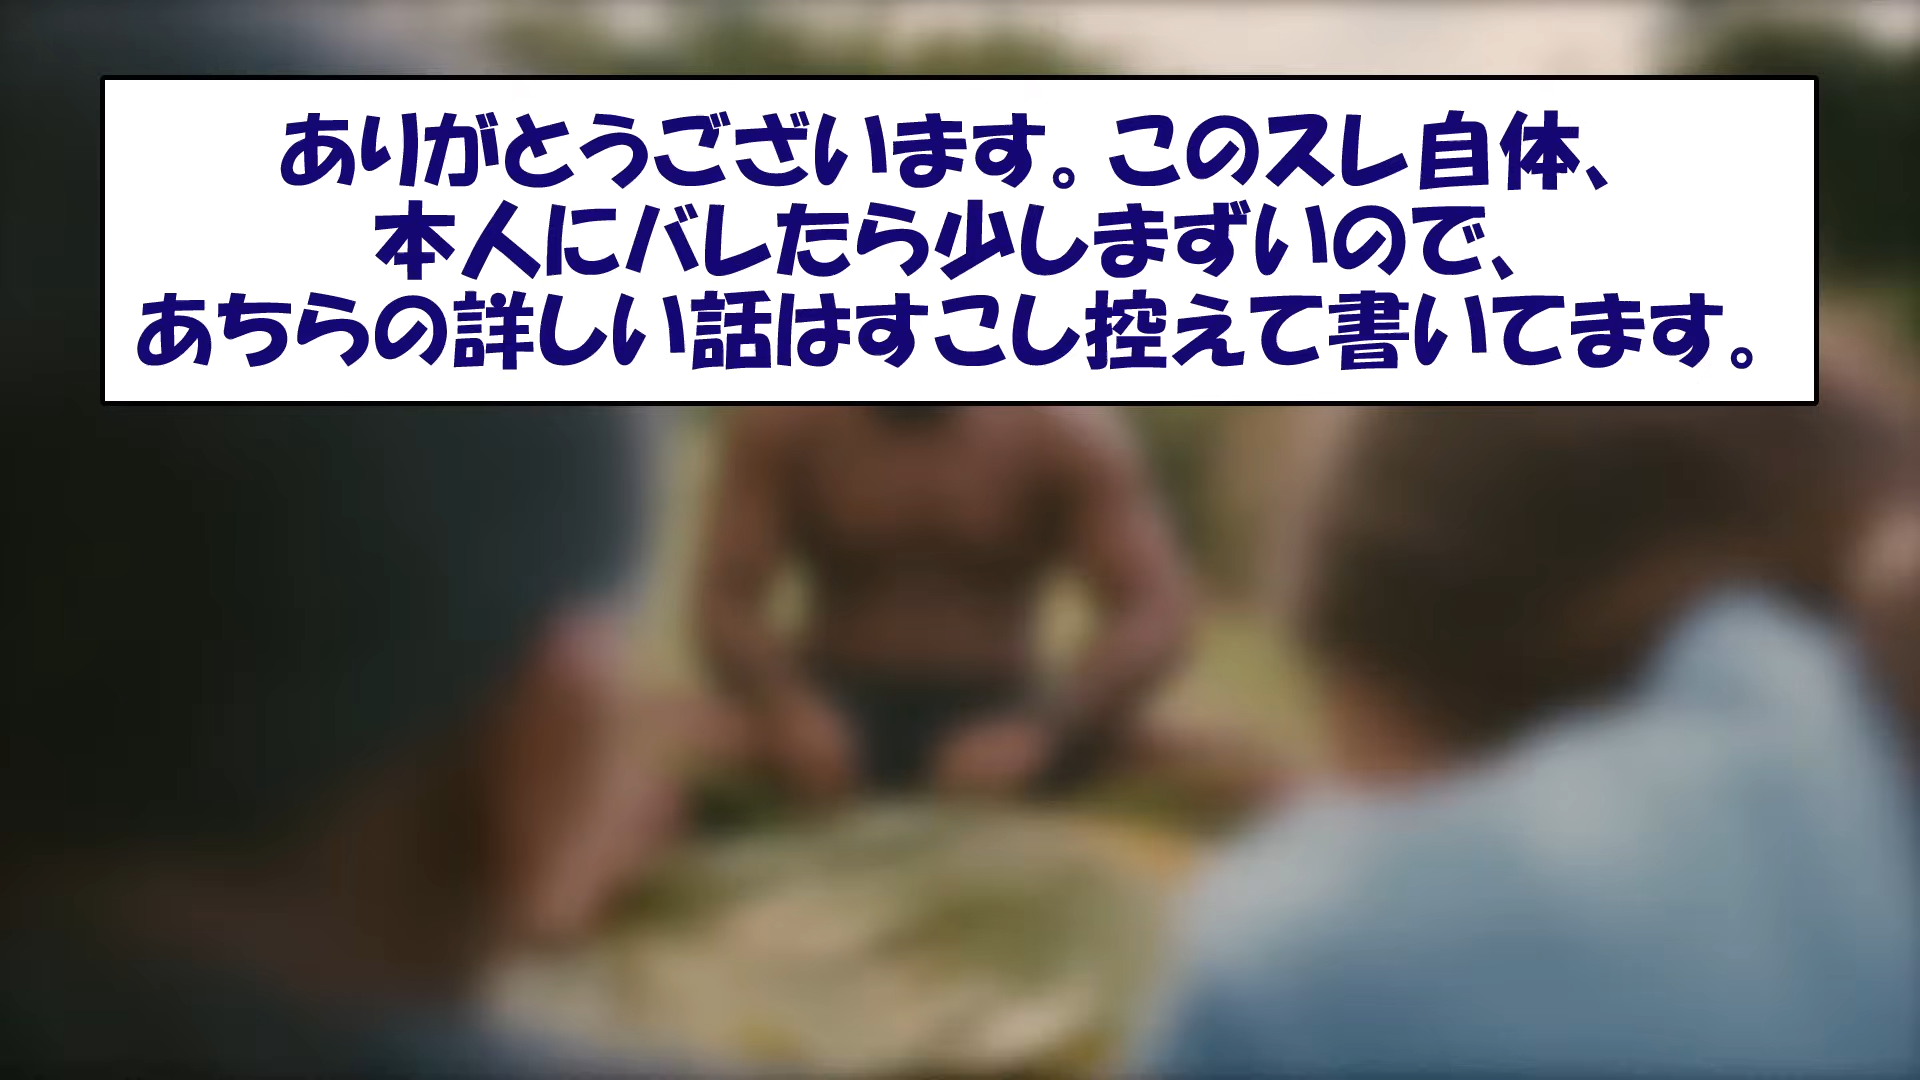 ありがとうございます。このスレ自体、
本人にバレたら少しまずいので、
あちらの詳しい話はすこし控えて書いてます。